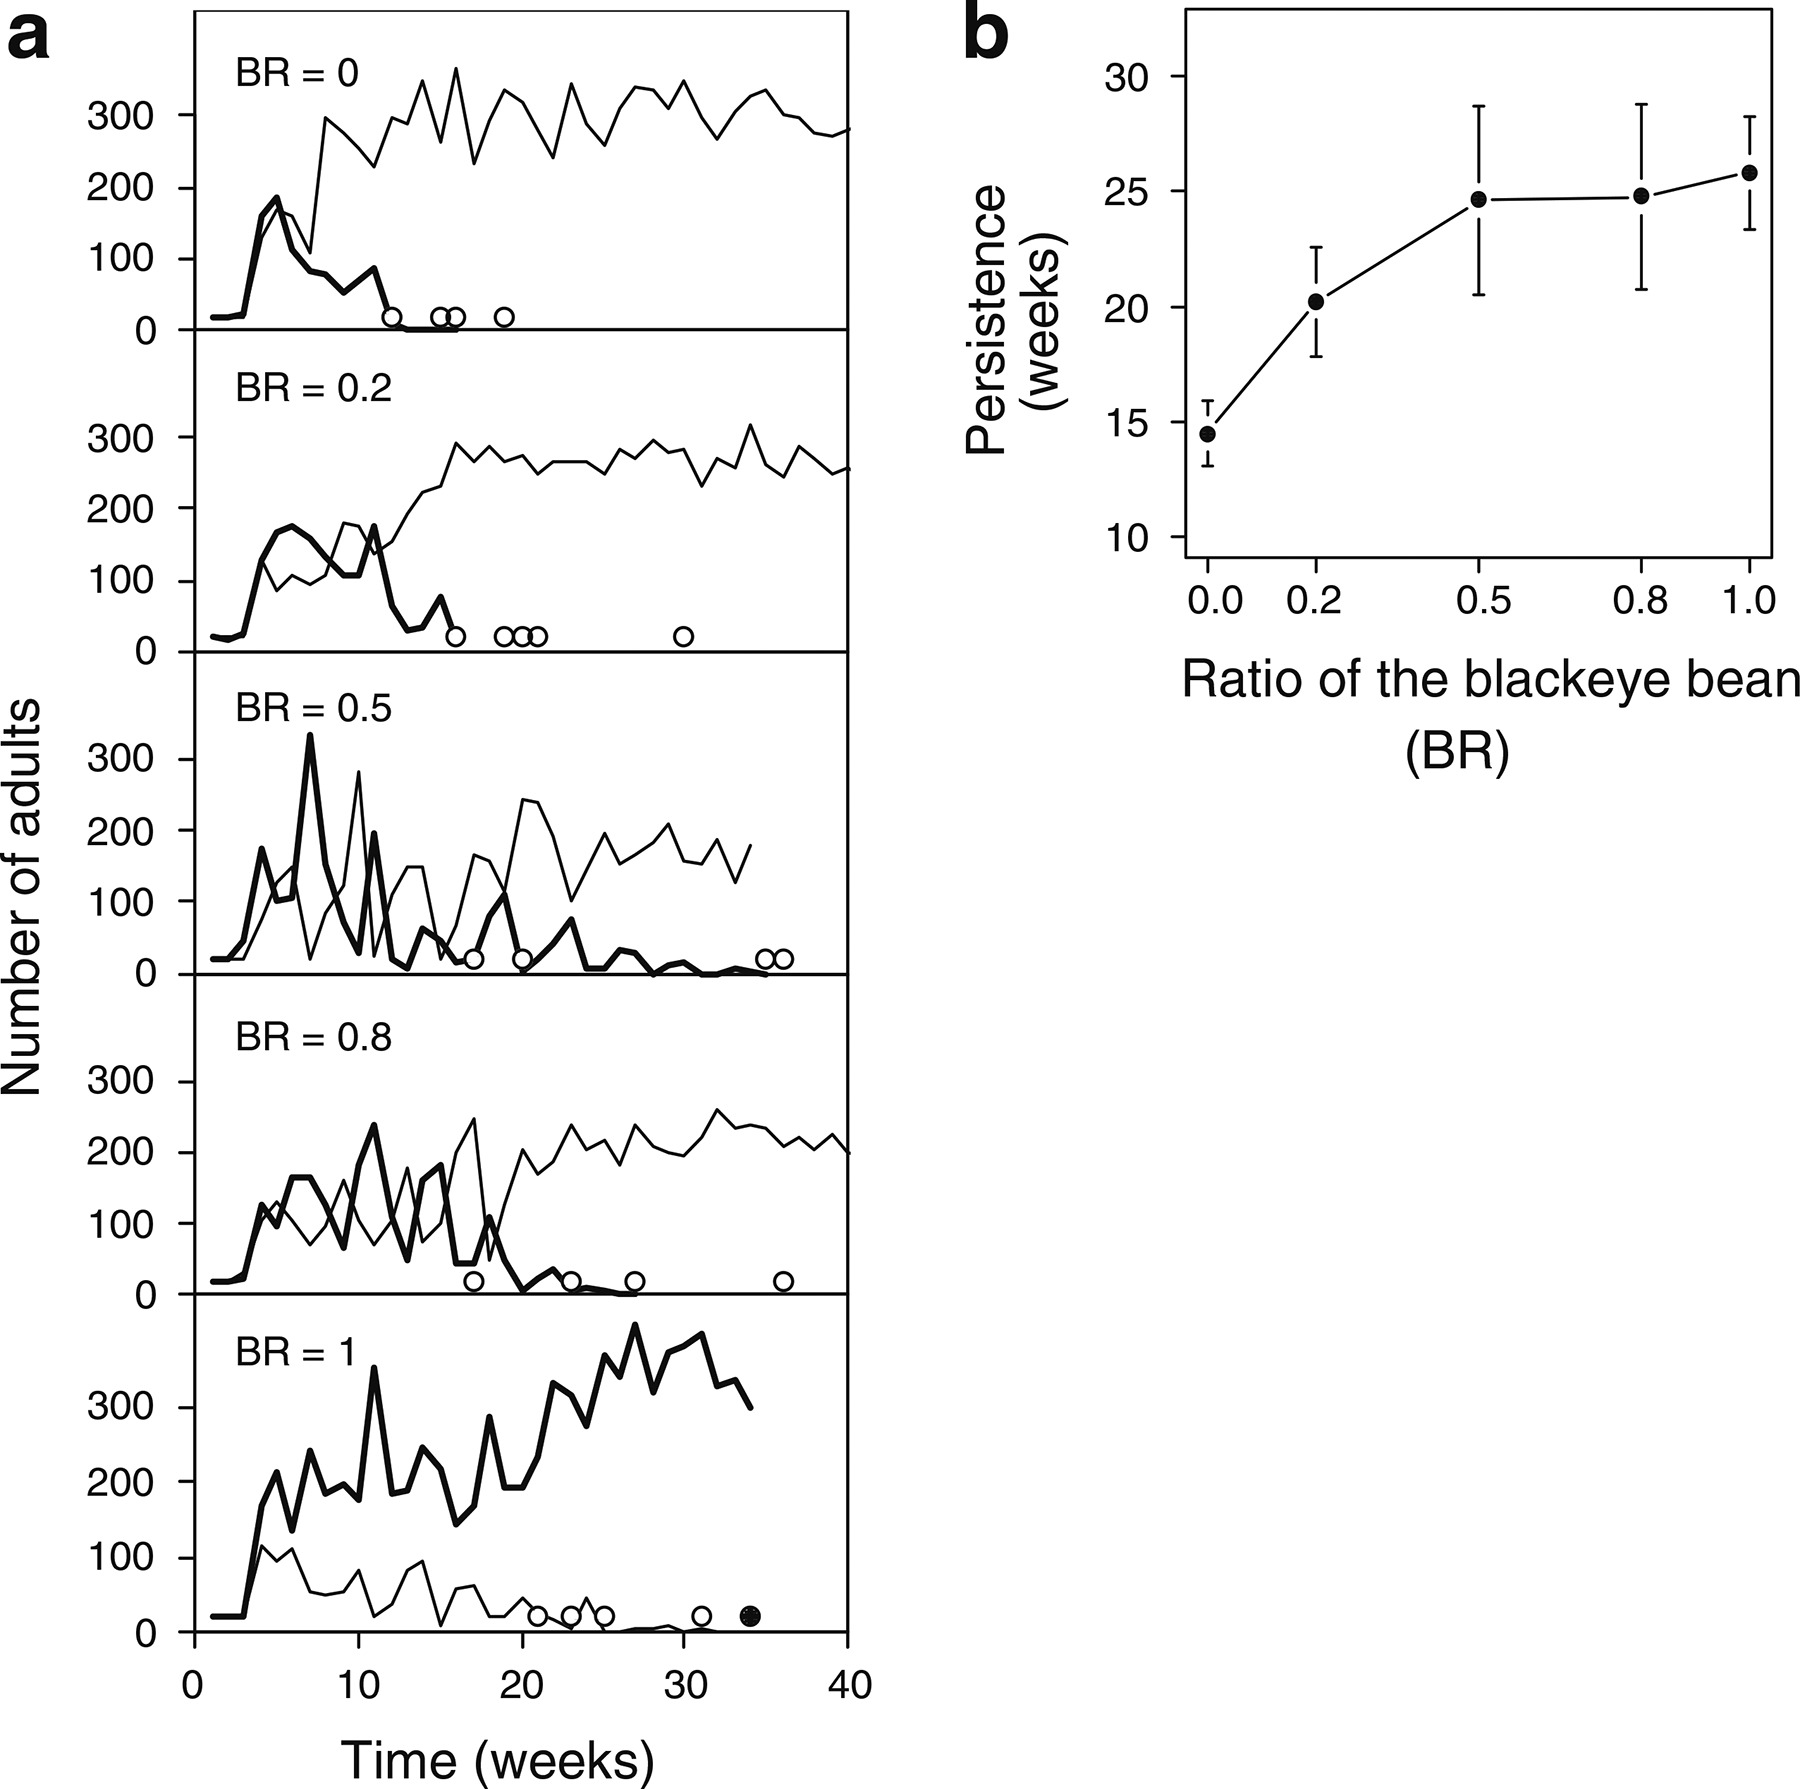 a
BR = 0
300
200
100
0
BR = 0.2
300
200
100
0
BR = 0.5
300
200
100
0
BR = 0.8
300
200
100
0
BR = 1
300
200
100
0
0 10 20 30 40
Time (weeks)
Number of adults
b
30
25
20
15
10
Persistence
(weeks)
0.0 0.2 0.5 0.8 1.0
Ratio of the blackeye bean
(BR)